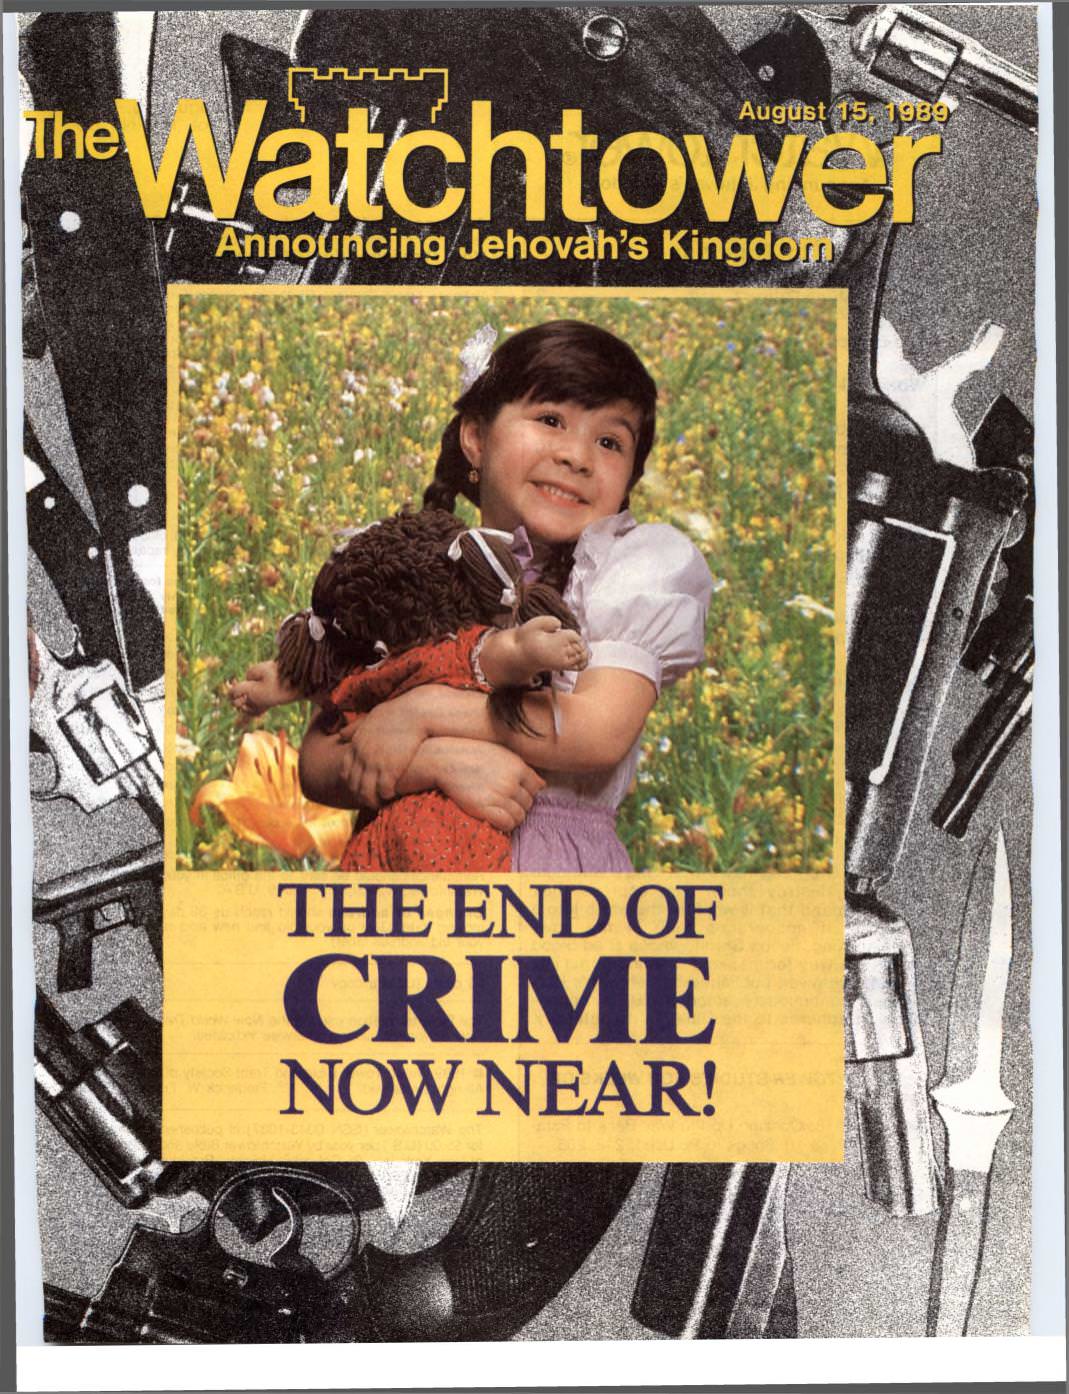 August 15, 1989
The Watchtower
Announcing Jehovah's Kingdom
THE END OF
CRIME
NOW NEAR!